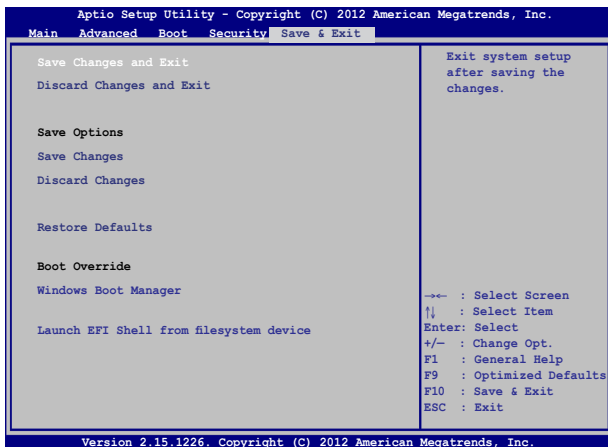 Aptio Setup Utility - Copyright (C) 2012 American Megatrends, Inc.
Main Advanced Boot Security Save & Exit
Save Changes and Exit
Discard Changes and Exit
Save Options
Save Changes
Discard Changes
Restore Defaults
Boot Override
Windows Boot Manager
Launch EFI Shell from filesystem device
Exit system setup
after saving the
changes.
→← : Select Screen
↑↓ : Select Item
Enter: Select
+/— : Change Opt.
F1 : General Help
F9 : Optimized Defaults
F10 : Save & Exit
ESC : Exit
Version 2.15.1226. Copyright (C) 2012 American Megatrends, Inc.